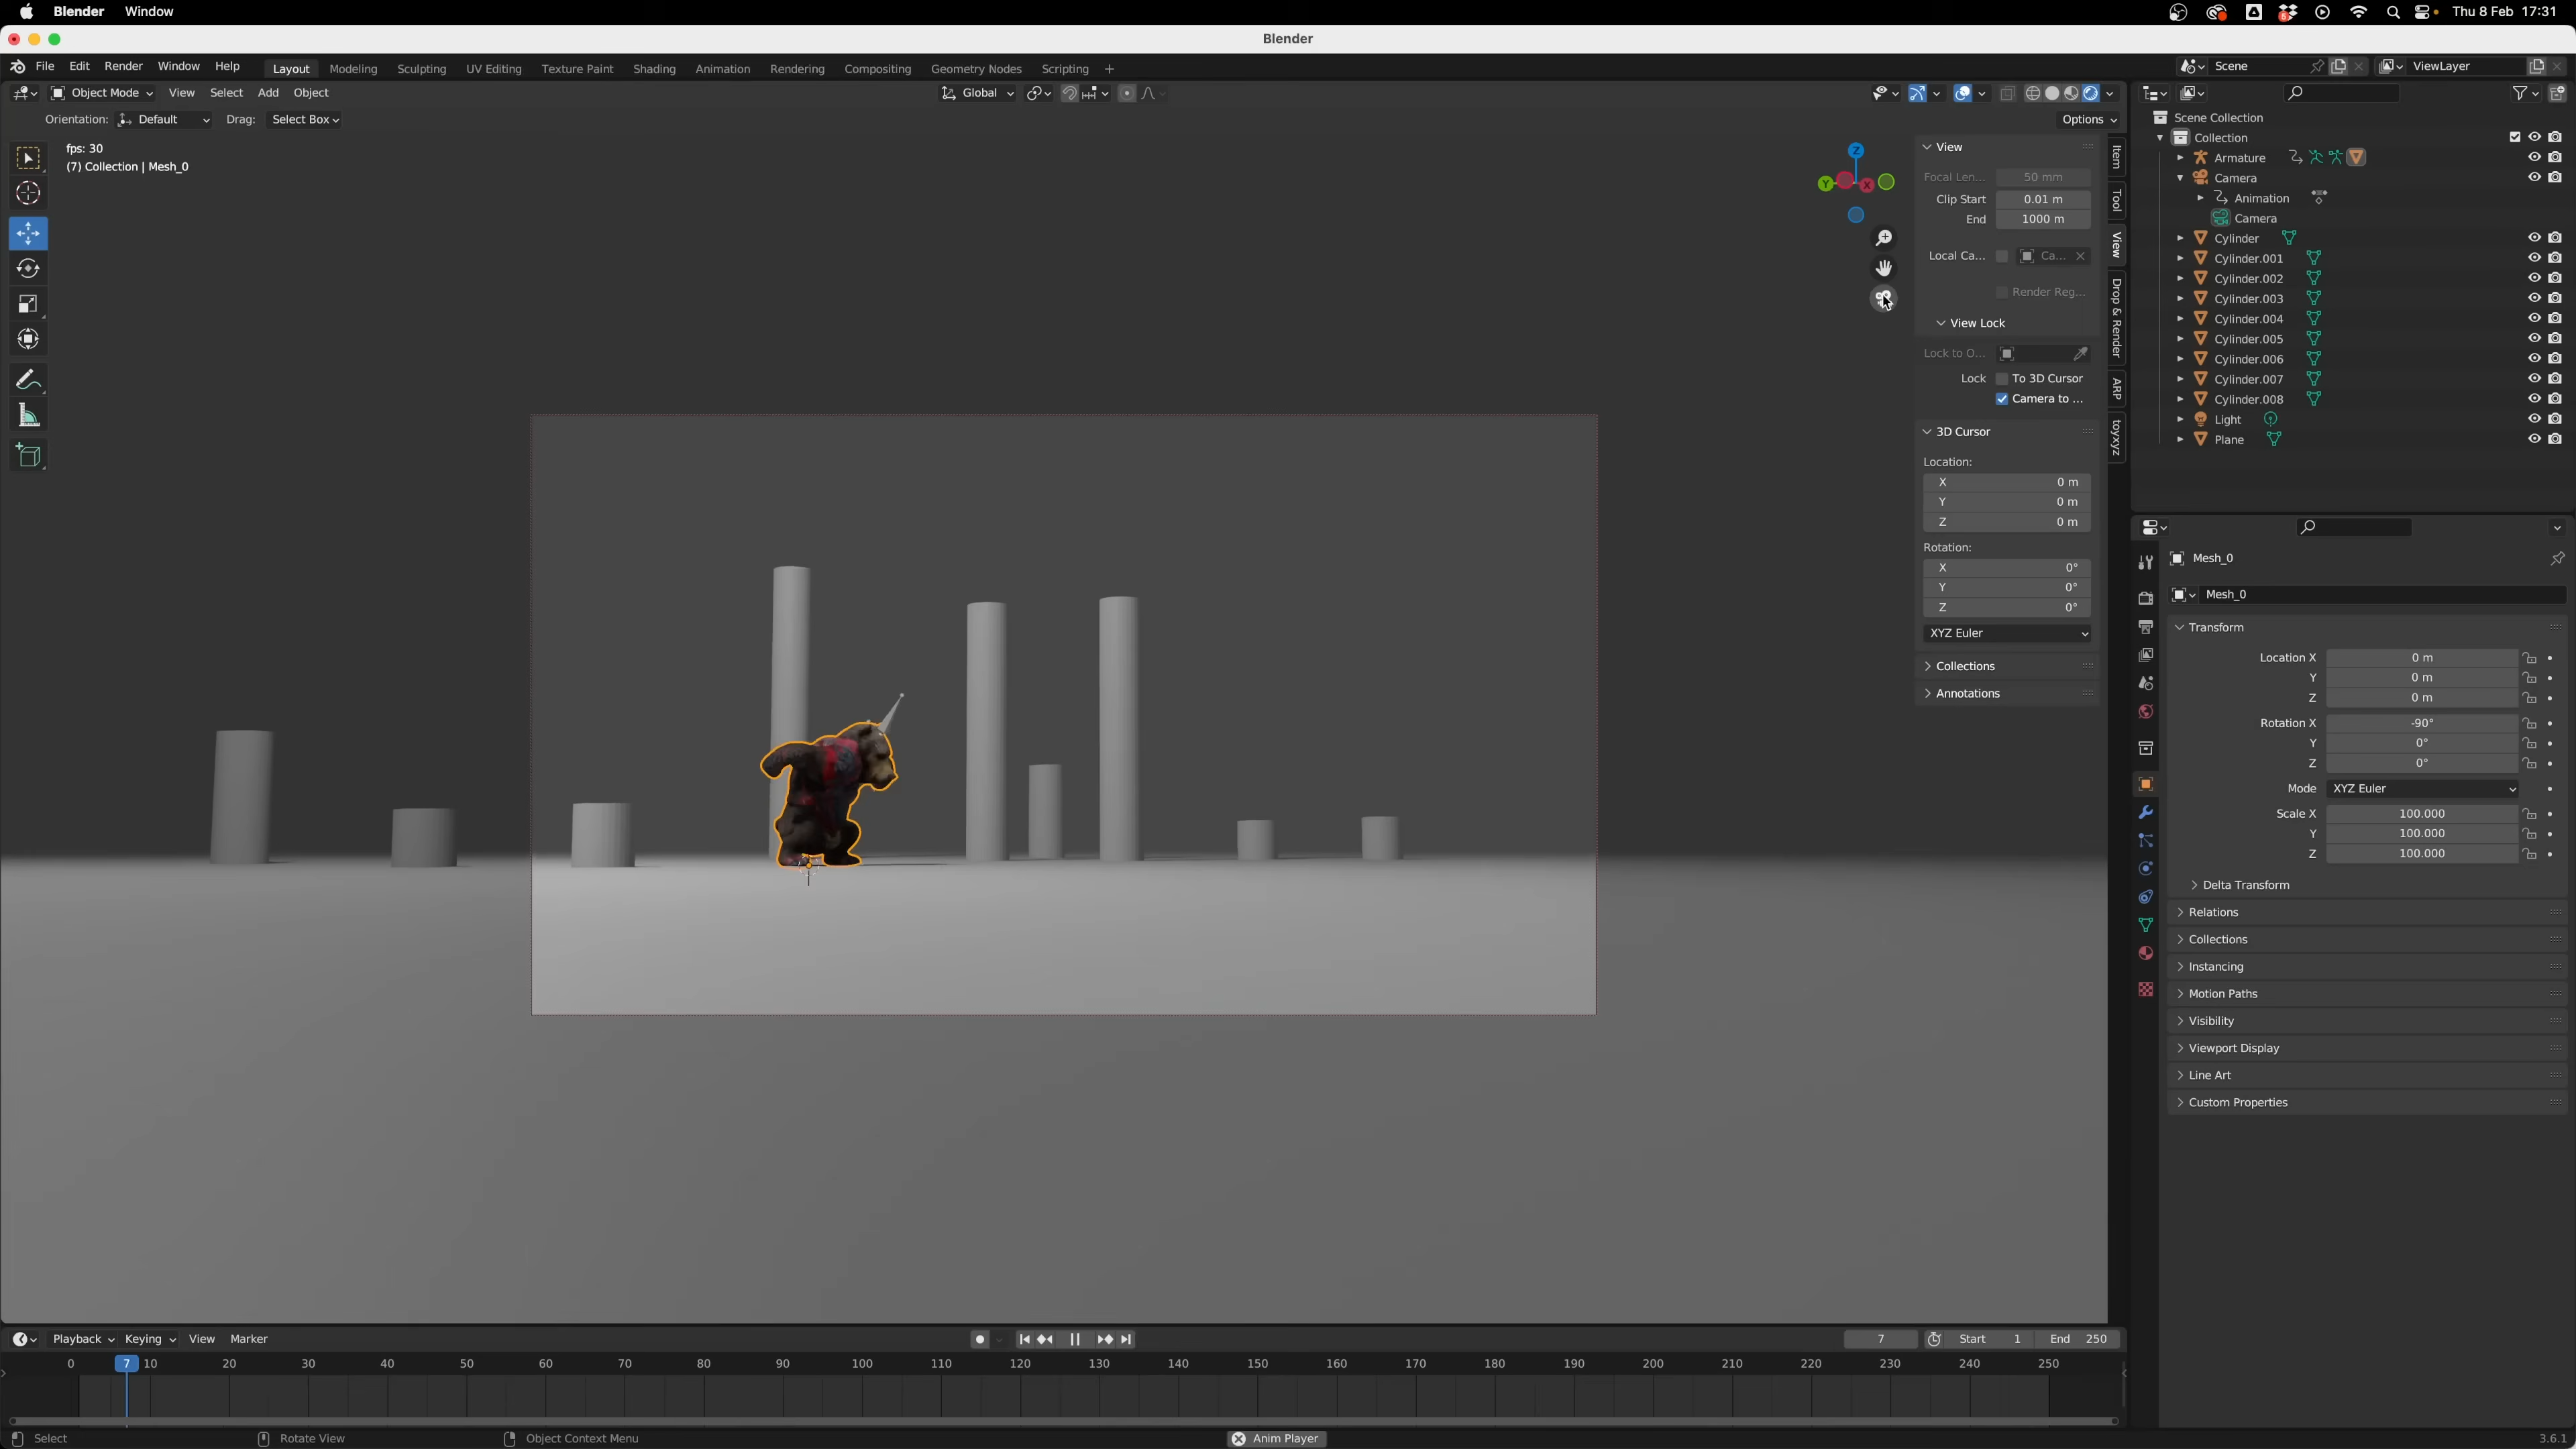 Blender Window Thu 8 Feb 17:31
Blender
File Edit Render Window Help Layout Modeling Sculpting UV Editing Texture Paint Shading Animation Rendering Compositing Geometry Nodes Scripting + Scene ViewLayer
Object Mode View Select Add Object Global
Orientation: Default Drag: Select Box Options
fps: 30
(7) Collection | Mesh_0
Z
Y
X
View
Focal Len... 50 mm
Clip Start 0.01 m
End 1000 m
Local Ca... Ca...
Render Reg...
View Lock
Lock to O...
Lock To 3D Cursor
Camera to ...
3D Cursor
Location:
X 0 m
Y 0 m
Z 0 m
Rotation:
X 0°
Y 0°
Z 0°
XYZ Euler
Collections
Annotations
Item
Tool
View
Drop & Render
ARP
toyxyz
Scene Collection
Collection
Armature
Camera
Animation
Camera
Cylinder
Cylinder.001
Cylinder.002
Cylinder.003
Cylinder.004
Cylinder.005
Cylinder.006
Cylinder.007
Cylinder.008
Light
Plane
Mesh_0
Mesh_0
Transform
Location X 0 m
Y 0 m
Z 0 m
Rotation X -90°
Y 0°
Z 0°
Mode XYZ Euler
Scale X 100.000
Y 100.000
Z 100.000
Delta Transform
Relations
Collections
Instancing
Motion Paths
Visibility
Viewport Display
Line Art
Custom Properties
Playback Keying View Marker 7 Start 1 End 250
0 7 10 20 30 40 50 60 70 80 90 100 110 120 130 140 150 160 170 180 190 200 210 220 230 240 250
Select Rotate View Object Context Menu Anim Player 3.6.1